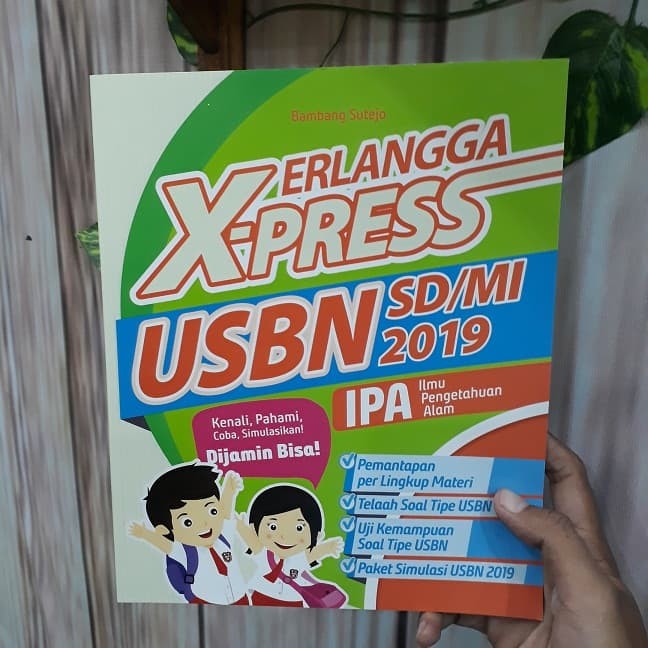 Bambang Sutejo
ERLANGGA
X-PRESS
USBN SD/MI
2019
IPA Ilmu
Pengetahuan
Alam
Kenali, Pahami,
Coba, Simulasikan!
Dijamin Bisa!
Pemantapan
per Lingkup Materi
Telaah Soal Tipe USBN
Uji Kemampuan
Soal Tipe USBN
Paket Simulasi USBN 2019